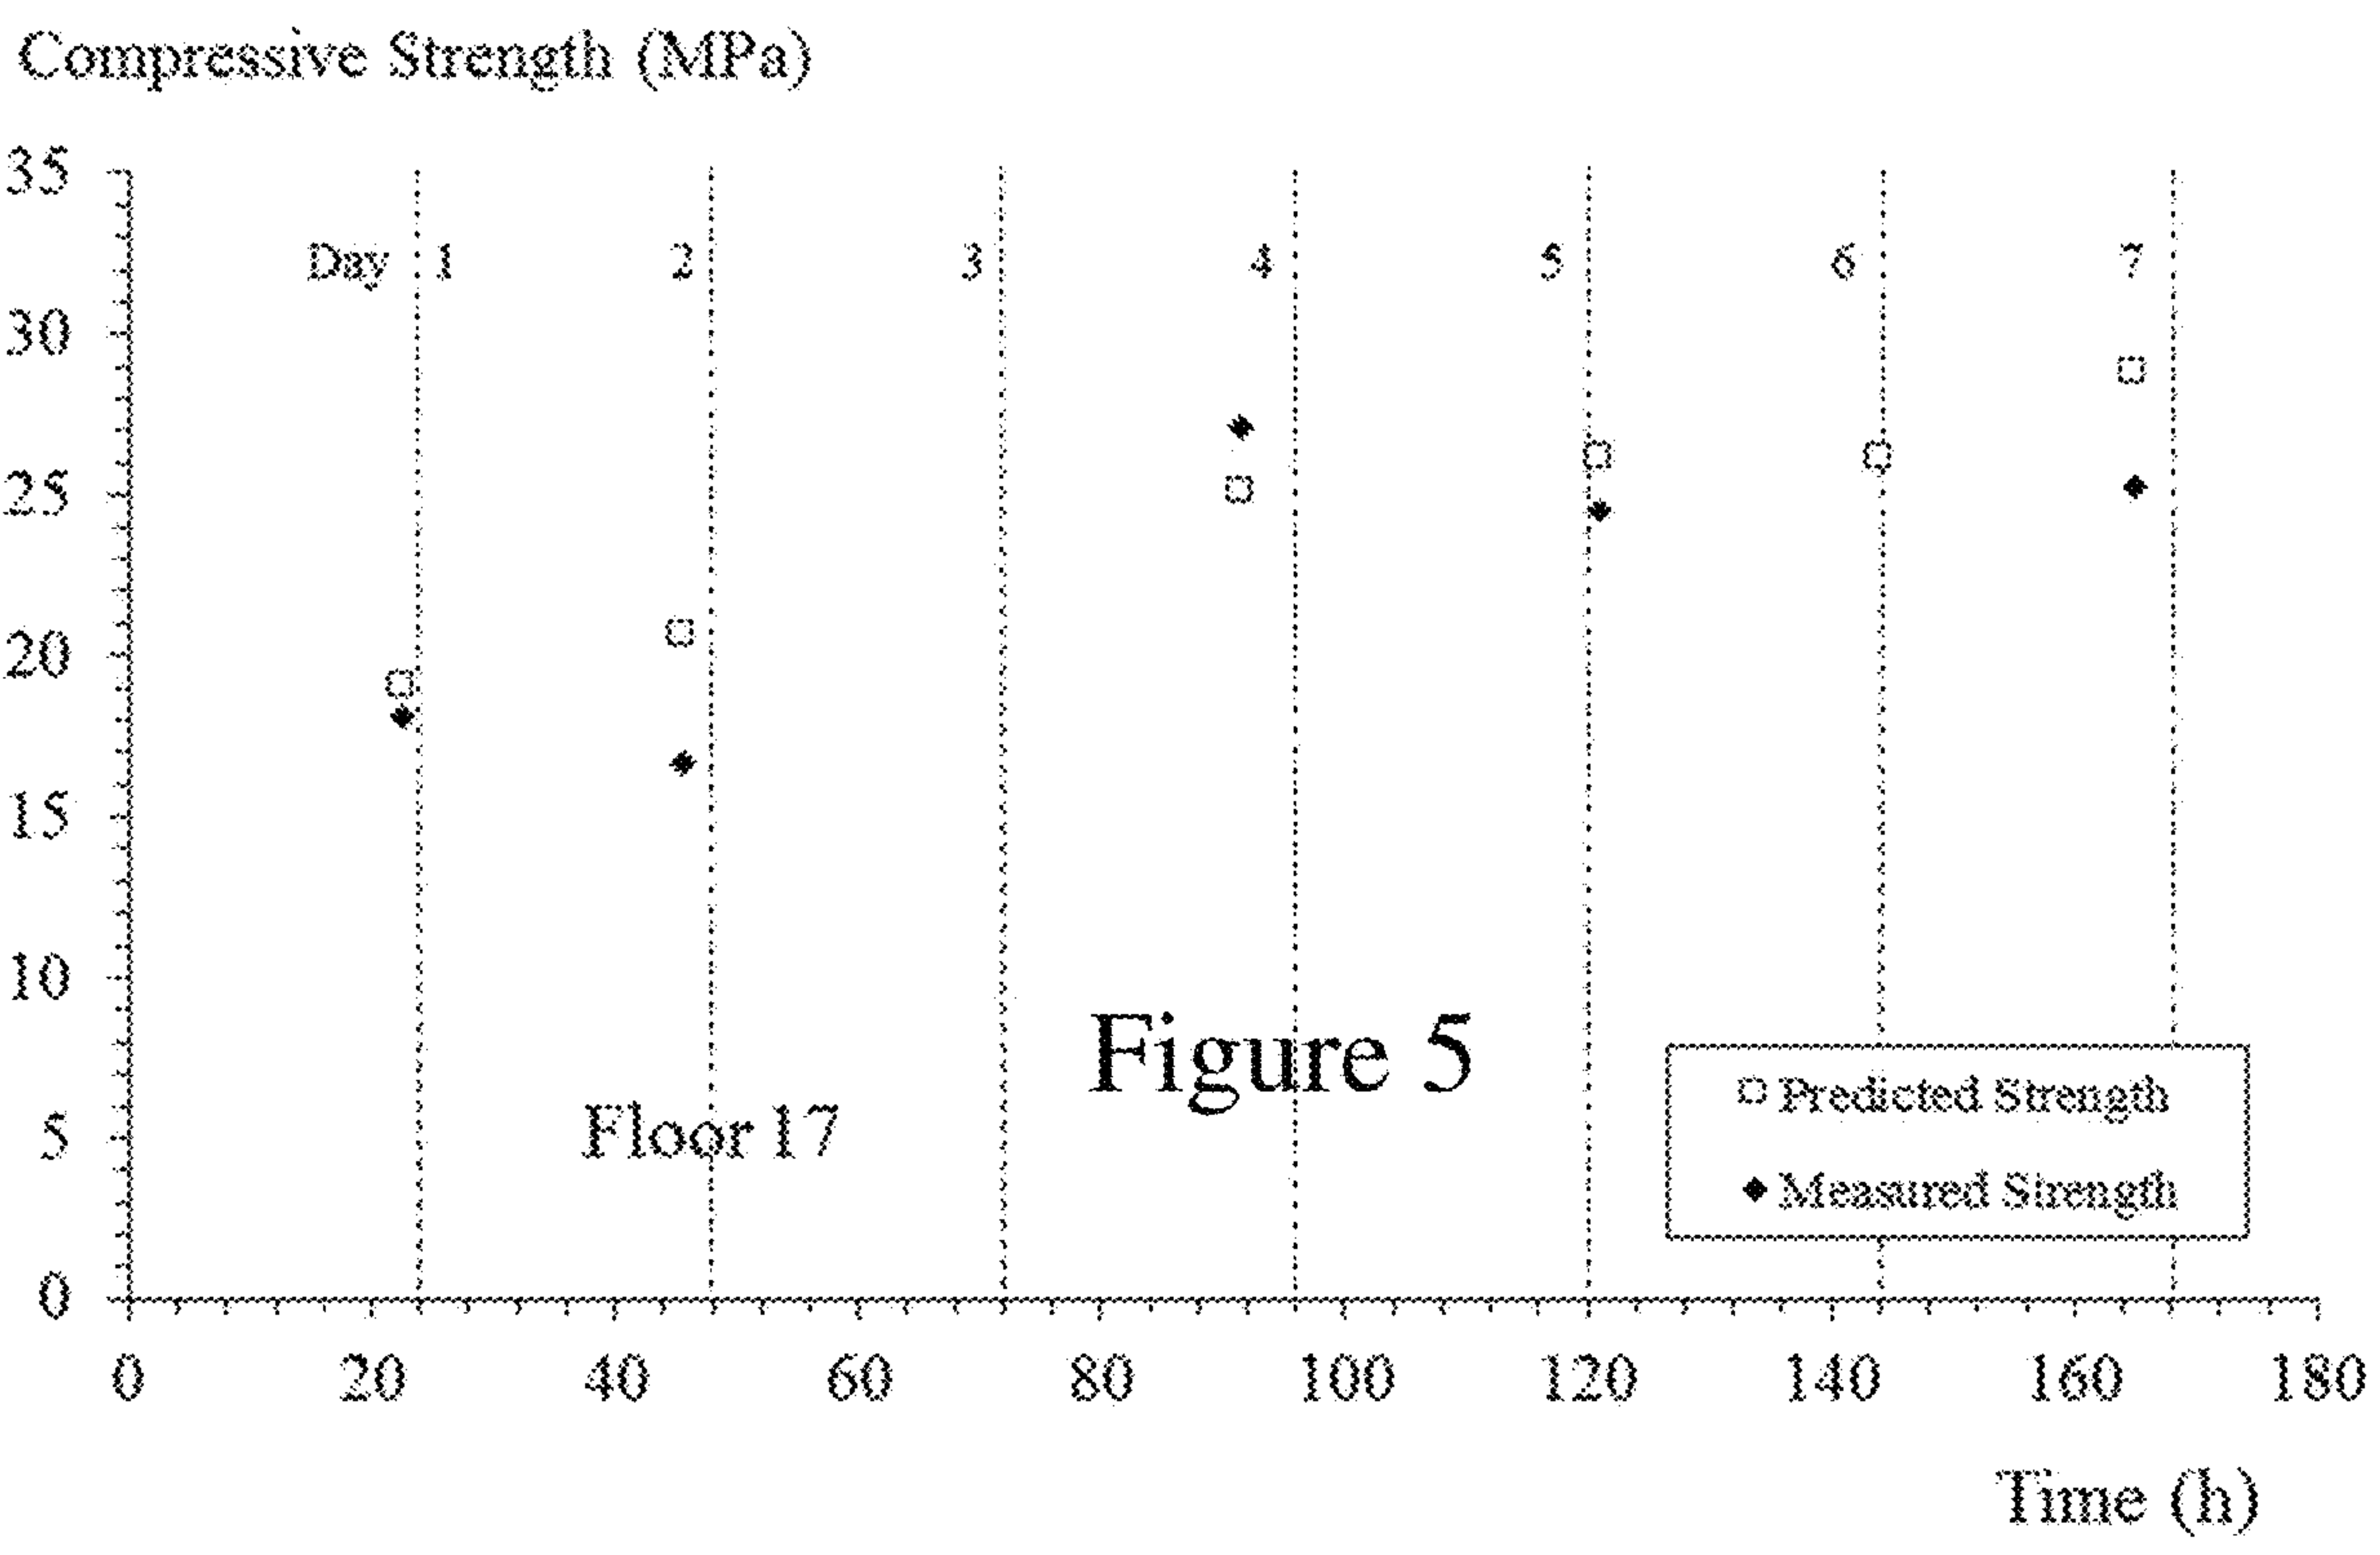 Compressive Strength (MPa)
35
Day 1 2 3 4 5 6 7
30
25
20
15
10
Figure 5
Predicted Strength
5
Floor 17
Measured Strength
0
0 20 40 60 80 100 120 140 160 180
Time (h)